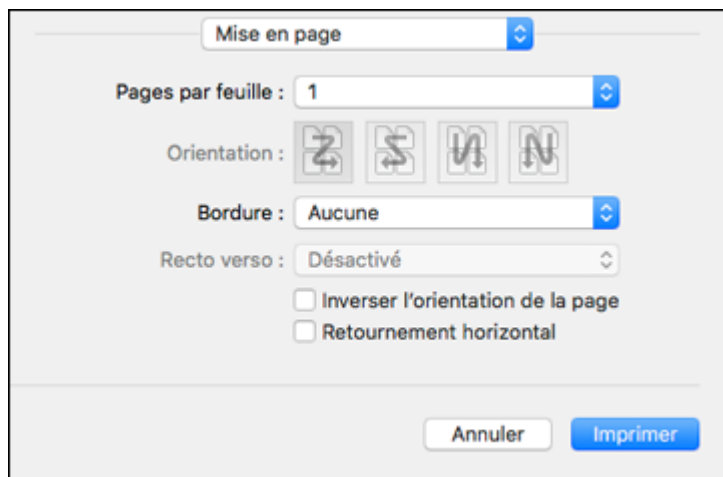 Mise en page
Pages par feuille : 1
Orientation :
Bordure : Aucune
Recto verso : Désactivé
Inverser l'orientation de la page
Retournement horizontal
Annuler Imprimer